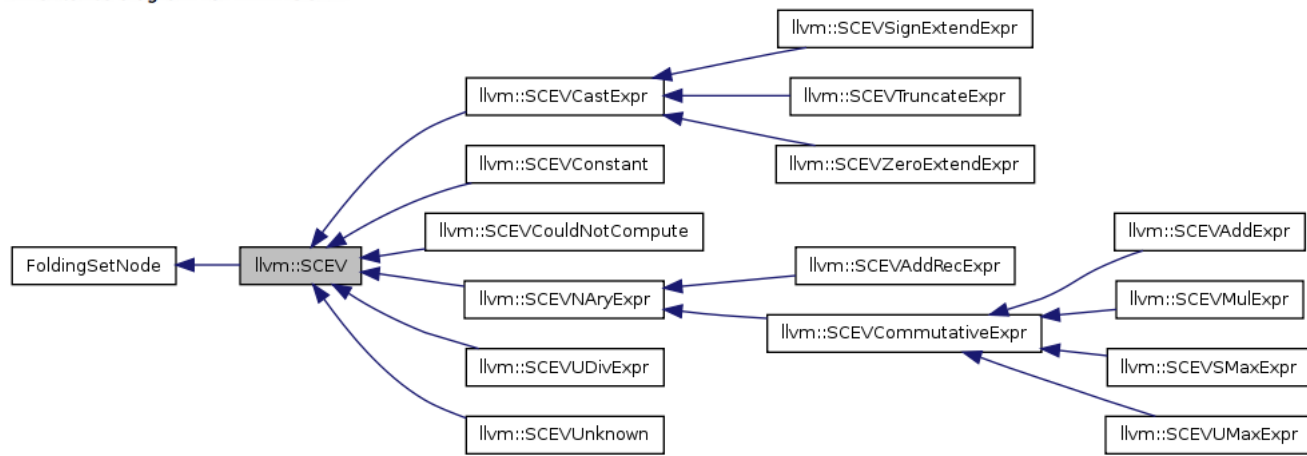 llvm::SCEVSignExtendExpr
llvm::SCEVCastExpr
llvm::SCEVTruncateExpr
llvm::SCEVZeroExtendExpr
llvm::SCEVConstant
llvm::SCEVCouldNotCompute
llvm::SCEVAddExpr
FoldingSetNode
llvm::SCEV
llvm::SCEVAddRecExpr
llvm::SCEVNAryExpr
llvm::SCEVMulExpr
llvm::SCEVCommutativeExpr
llvm::SCEVUDivExpr
llvm::SCEVSMaxExpr
llvm::SCEVUnknown
llvm::SCEVUMaxExpr